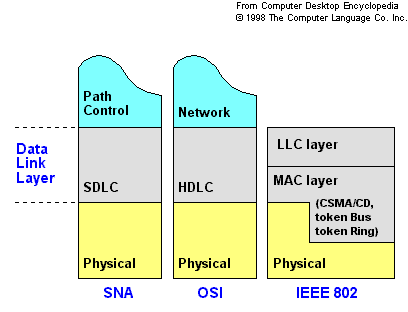 From Computer Desktop Encyclopedia
© 1998 The Computer Language Co. Inc.
Path
Control
Network
Data
Link
Layer
SDLC
HDLC
LLC layer
MAC layer
(CSMA/CD,
token Bus
token Ring)
Physical
Physical
Physical
SNA
OSI
IEEE 802